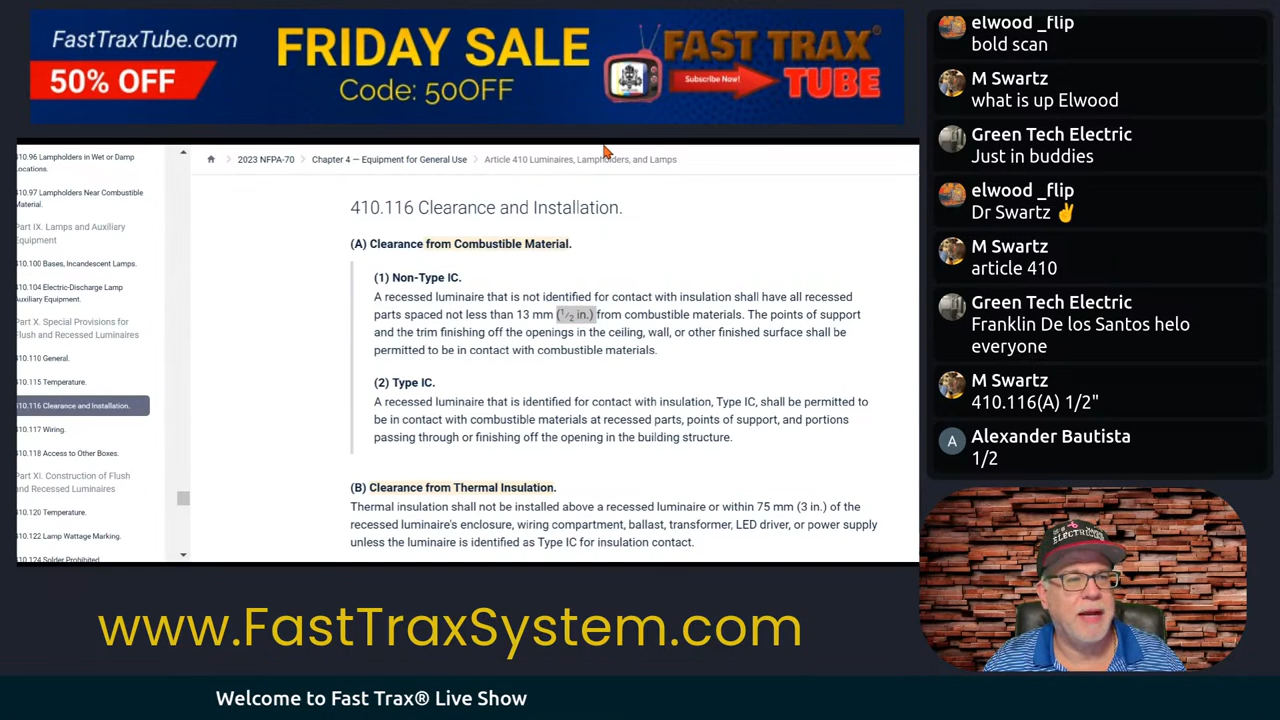 FastTraxTube.com
50% OFF
FRIDAY SALE
Code: 50OFF
FAST TRAX®
Subscribe Now!
TUBE
410.96 Lampholders in Wet or Damp
Locations.
410.97 Lampholders Near Combustible
Material.
Part IX. Lamps and Auxiliary
Equipment
410.100 Bases, Incandescent Lamps.
410.104 Electric-Discharge Lamp
Auxiliary Equipment.
Part X. Special Provisions for
Flush and Recessed Luminaires
410.110 General.
410.115 Temperature.
410.116 Clearance and Installation.
410.117 Wiring.
410.118 Access to Other Boxes.
Part XI. Construction of Flush
and Recessed Luminaires
410.120 Temperature.
410.122 Lamp Wattage Marking.
410.124 Solder Prohibited
2023 NFPA-70 > Chapter 4 — Equipment for General Use > Article 410 Luminaires, Lampholders, and Lamps
410.116 Clearance and Installation.
(A) Clearance from Combustible Material.
(1) Non-Type IC.
A recessed luminaire that is not identified for contact with insulation shall have all recessed
parts spaced not less than 13 mm (1/2 in.) from combustible materials. The points of support
and the trim finishing off the openings in the ceiling, wall, or other finished surface shall be
permitted to be in contact with combustible materials.
(2) Type IC.
A recessed luminaire that is identified for contact with insulation, Type IC, shall be permitted to
be in contact with combustible materials at recessed parts, points of support, and portions
passing through or finishing off the opening in the building structure.
(B) Clearance from Thermal Insulation.
Thermal insulation shall not be installed above a recessed luminaire or within 75 mm (3 in.) of the
recessed luminaire's enclosure, wiring compartment, ballast, transformer, LED driver, or power supply
unless the luminaire is identified as Type IC for insulation contact.
elwood _flip
bold scan
M Swartz
what is up Elwood
Green Tech Electric
Just in buddies
elwood _flip
Dr Swartz ✌
M Swartz
article 410
Green Tech Electric
Franklin De los Santos helo
everyone
M Swartz
410.116(A) 1/2"
A
Alexander Bautista
1/2
www.FastTraxSystem.com
Welcome to Fast Trax® Live Show